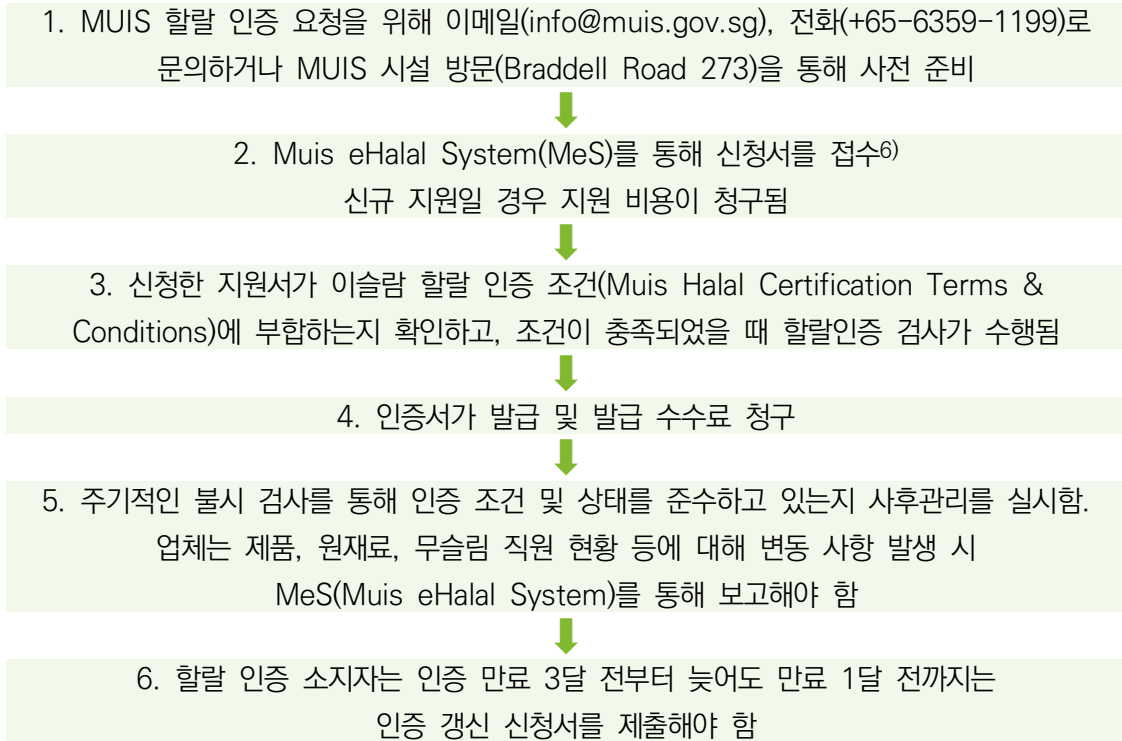 1. MUIS 할랄 인증 요청을 위해 이메일(info@muis.gov.sg), 전화(+65-6359-1199)로
문의하거나 MUIS 시설 방문(Braddell Road 273)을 통해 사전 준비
2. Muis eHalal System(MeS)를 통해 신청서를 접수6)
신규 지원일 경우 지원 비용이 청구됨
3. 신청한 지원서가 이슬람 할랄 인증 조건(Muis Halal Certification Terms &
Conditions)에 부합하는지 확인하고, 조건이 충족되었을 때 할랄인증 검사가 수행됨
4. 인증서가 발급 및 발급 수수료 청구
5. 주기적인 불시 검사를 통해 인증 조건 및 상태를 준수하고 있는지 사후관리를 실시함.
업체는 제품, 원재료, 무슬림 직원 현황 등에 대해 변동 사항 발생 시
MeS(Muis eHalal System)를 통해 보고해야 함
6. 할랄 인증 소지자는 인증 만료 3달 전부터 늦어도 만료 1달 전까지는
인증 갱신 신청서를 제출해야 함